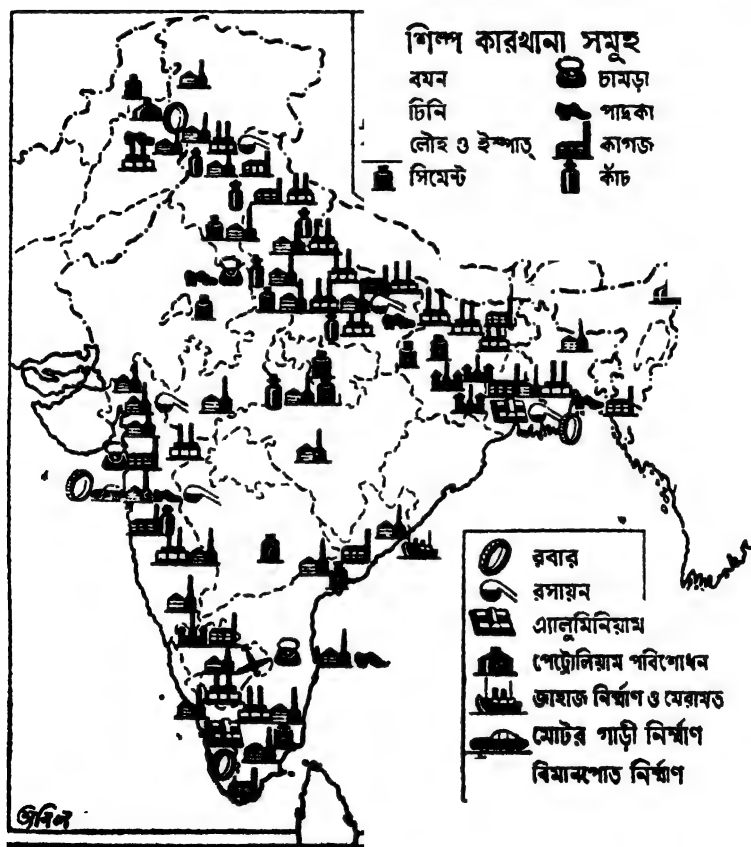 শিল্প কারখানা সমূহ
বয়ন
চিনি
লৌহ ও ইস্পাত্
সিমেন্ট
চামড়া
পাদুকা
কাগজ
কাঁচ
রবার
রসায়ন
এ্যালুমিনিয়াম
পেট্রোলিয়াম পরিশোধন
জাহাজ নির্ম্মাণ ও মেরামত
মোটর গাড়ী নির্ম্মাণ
বিমানপোত নির্ম্মাণ